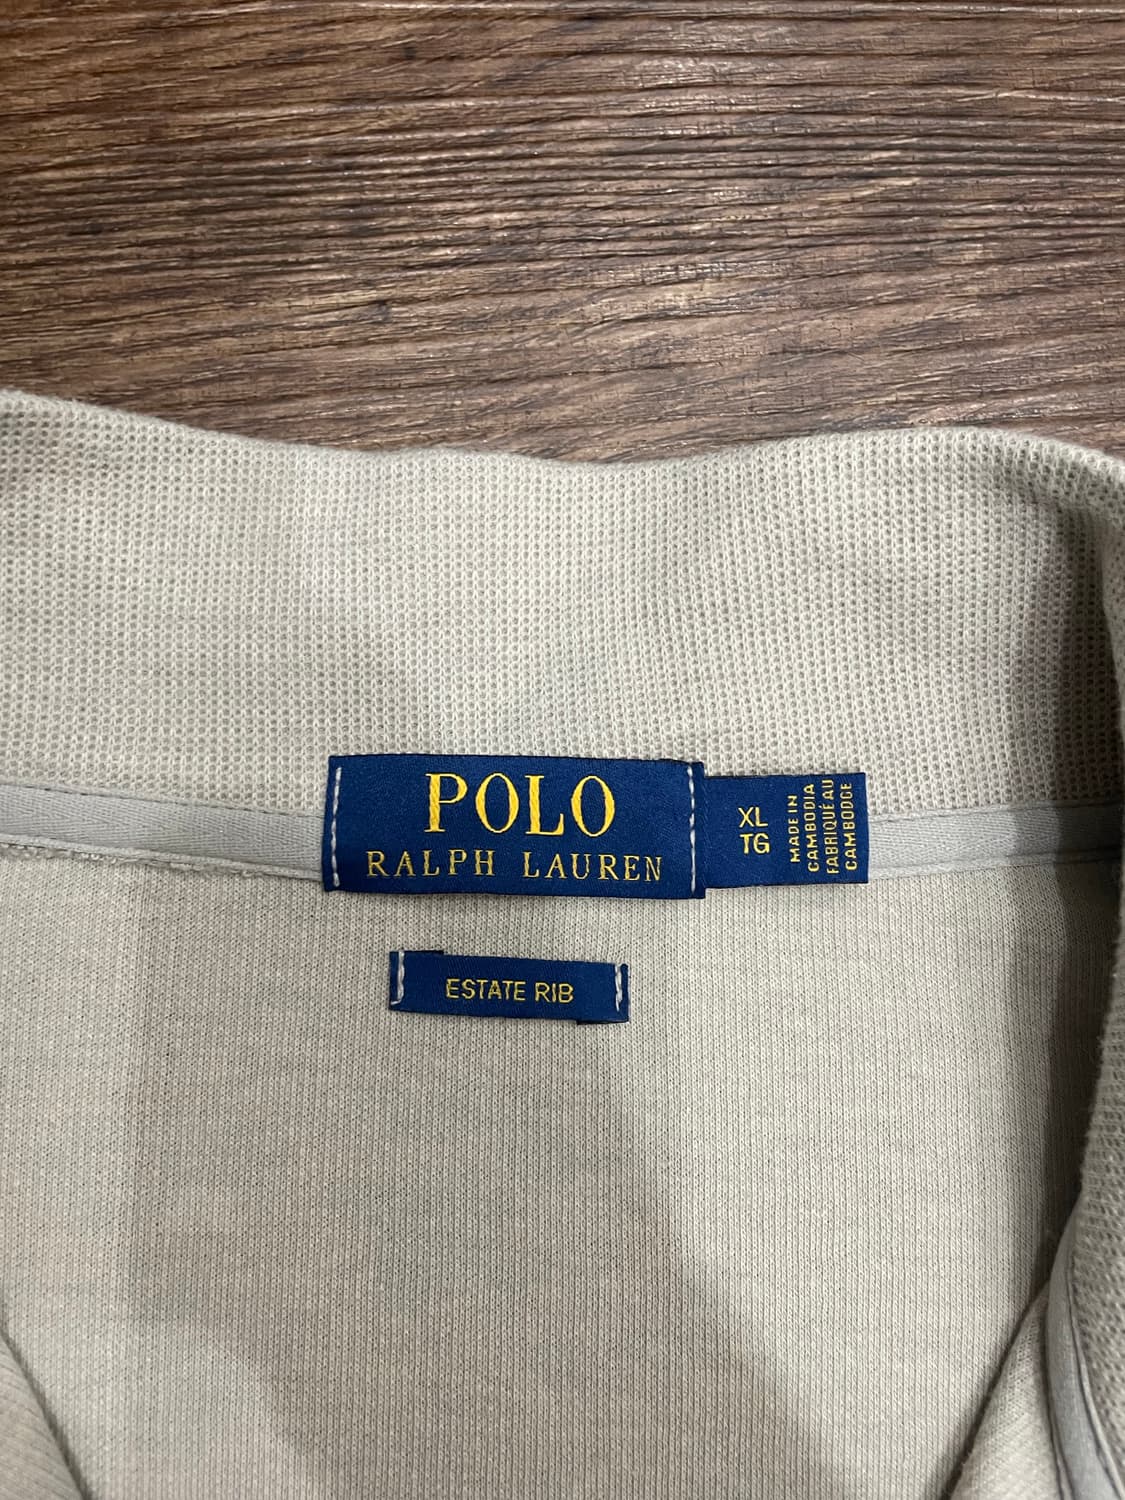 POLO
RALPH LAUREN
XL
TG
MADE IN
CAMBODIA
FABRIQUÉ AU
CAMBODGE
ESTATE RIB